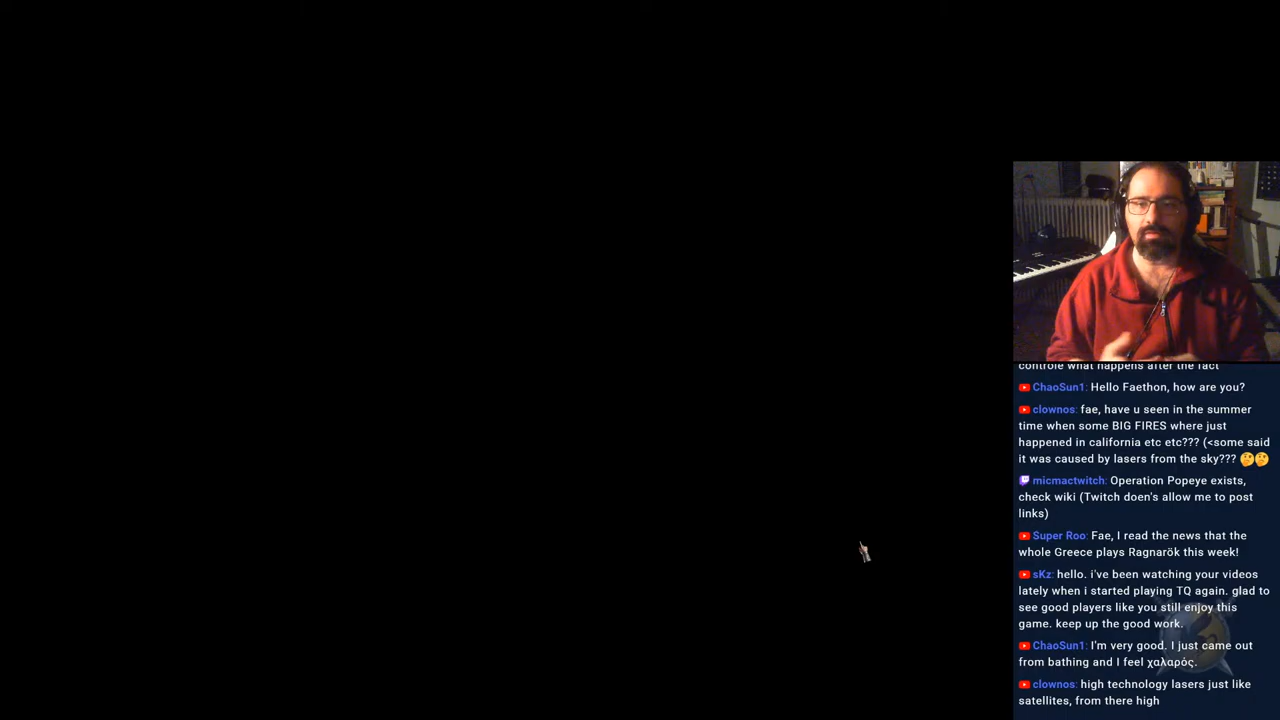 controle what happens after the fact
ChaoSun1: Hello Faethon, how are you?
clownos: fae, have u seen in the summer
time when some BIG FIRES where just
happened in california etc etc??? (<some said
it was caused by lasers from the sky??? 🤔🤔
micmactwitch: Operation Popeye exists,
check wiki (Twitch doen's allow me to post
links)
Super Roo: Fae, I read the news that the
whole Greece plays Ragnarök this week!
sKz: hello. i've been watching your videos
lately when i started playing TQ again. glad to
see good players like you still enjoy this
game. keep up the good work.
ChaoSun1: I'm very good. I just came out
from bathing and I feel χαλαρός.
clownos: high technology lasers just like
satellites, from there high